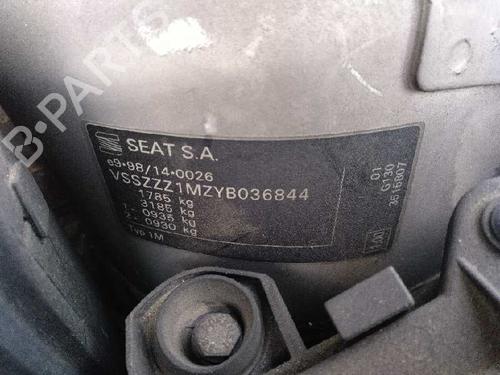 SEAT S.A.
e9*98/14*0026
VSSZZZ1MZYB036844
1785 kg
3185 kg
1- 0935 kg
2- 0930 kg
Typ 1M
01
G130
B-PARTS